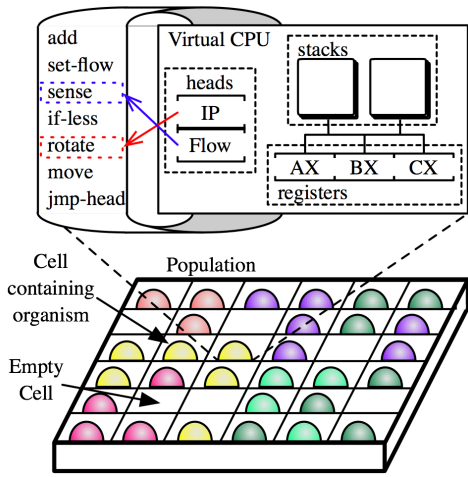 add
set-flow
sense
if-less
rotate
move
jmp-head
Virtual CPU
heads
IP
Flow
stacks
AX BX CX
registers
Population
Cell
containing
organism
Empty
Cell